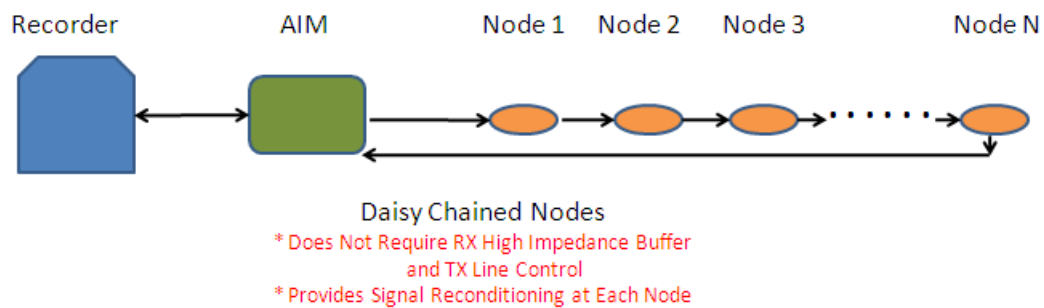 Recorder AIM Node 1 Node 2 Node 3 Node N
Daisy Chained Nodes
* Does Not Require RX High Impedance Buffer
and TX Line Control
* Provides Signal Reconditioning at Each Node